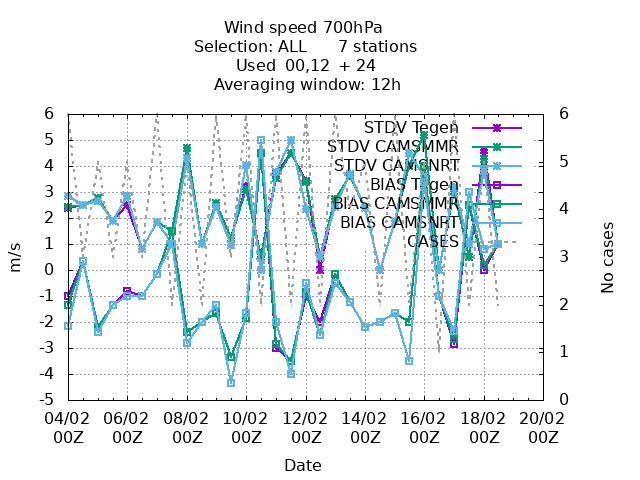 Wind speed 700hPa
Selection: ALL      7 stations
Used  00,12  + 24
Averaging window: 12h
STDV Tegen
STDV CAMSMMR
STDV CAMSNRT
BIAS Tegen
BIAS CAMSMMR
BIAS CAMSNRT
CASES
6
5
4
3
2
1
0
-1
-2
-3
-4
-5
m/s
6
5
4
3
2
1
0
No cases
04/02 06/02 08/02 10/02 12/02 14/02 16/02 18/02 20/02
00Z 00Z 00Z 00Z 00Z 00Z 00Z 00Z 00Z
Date